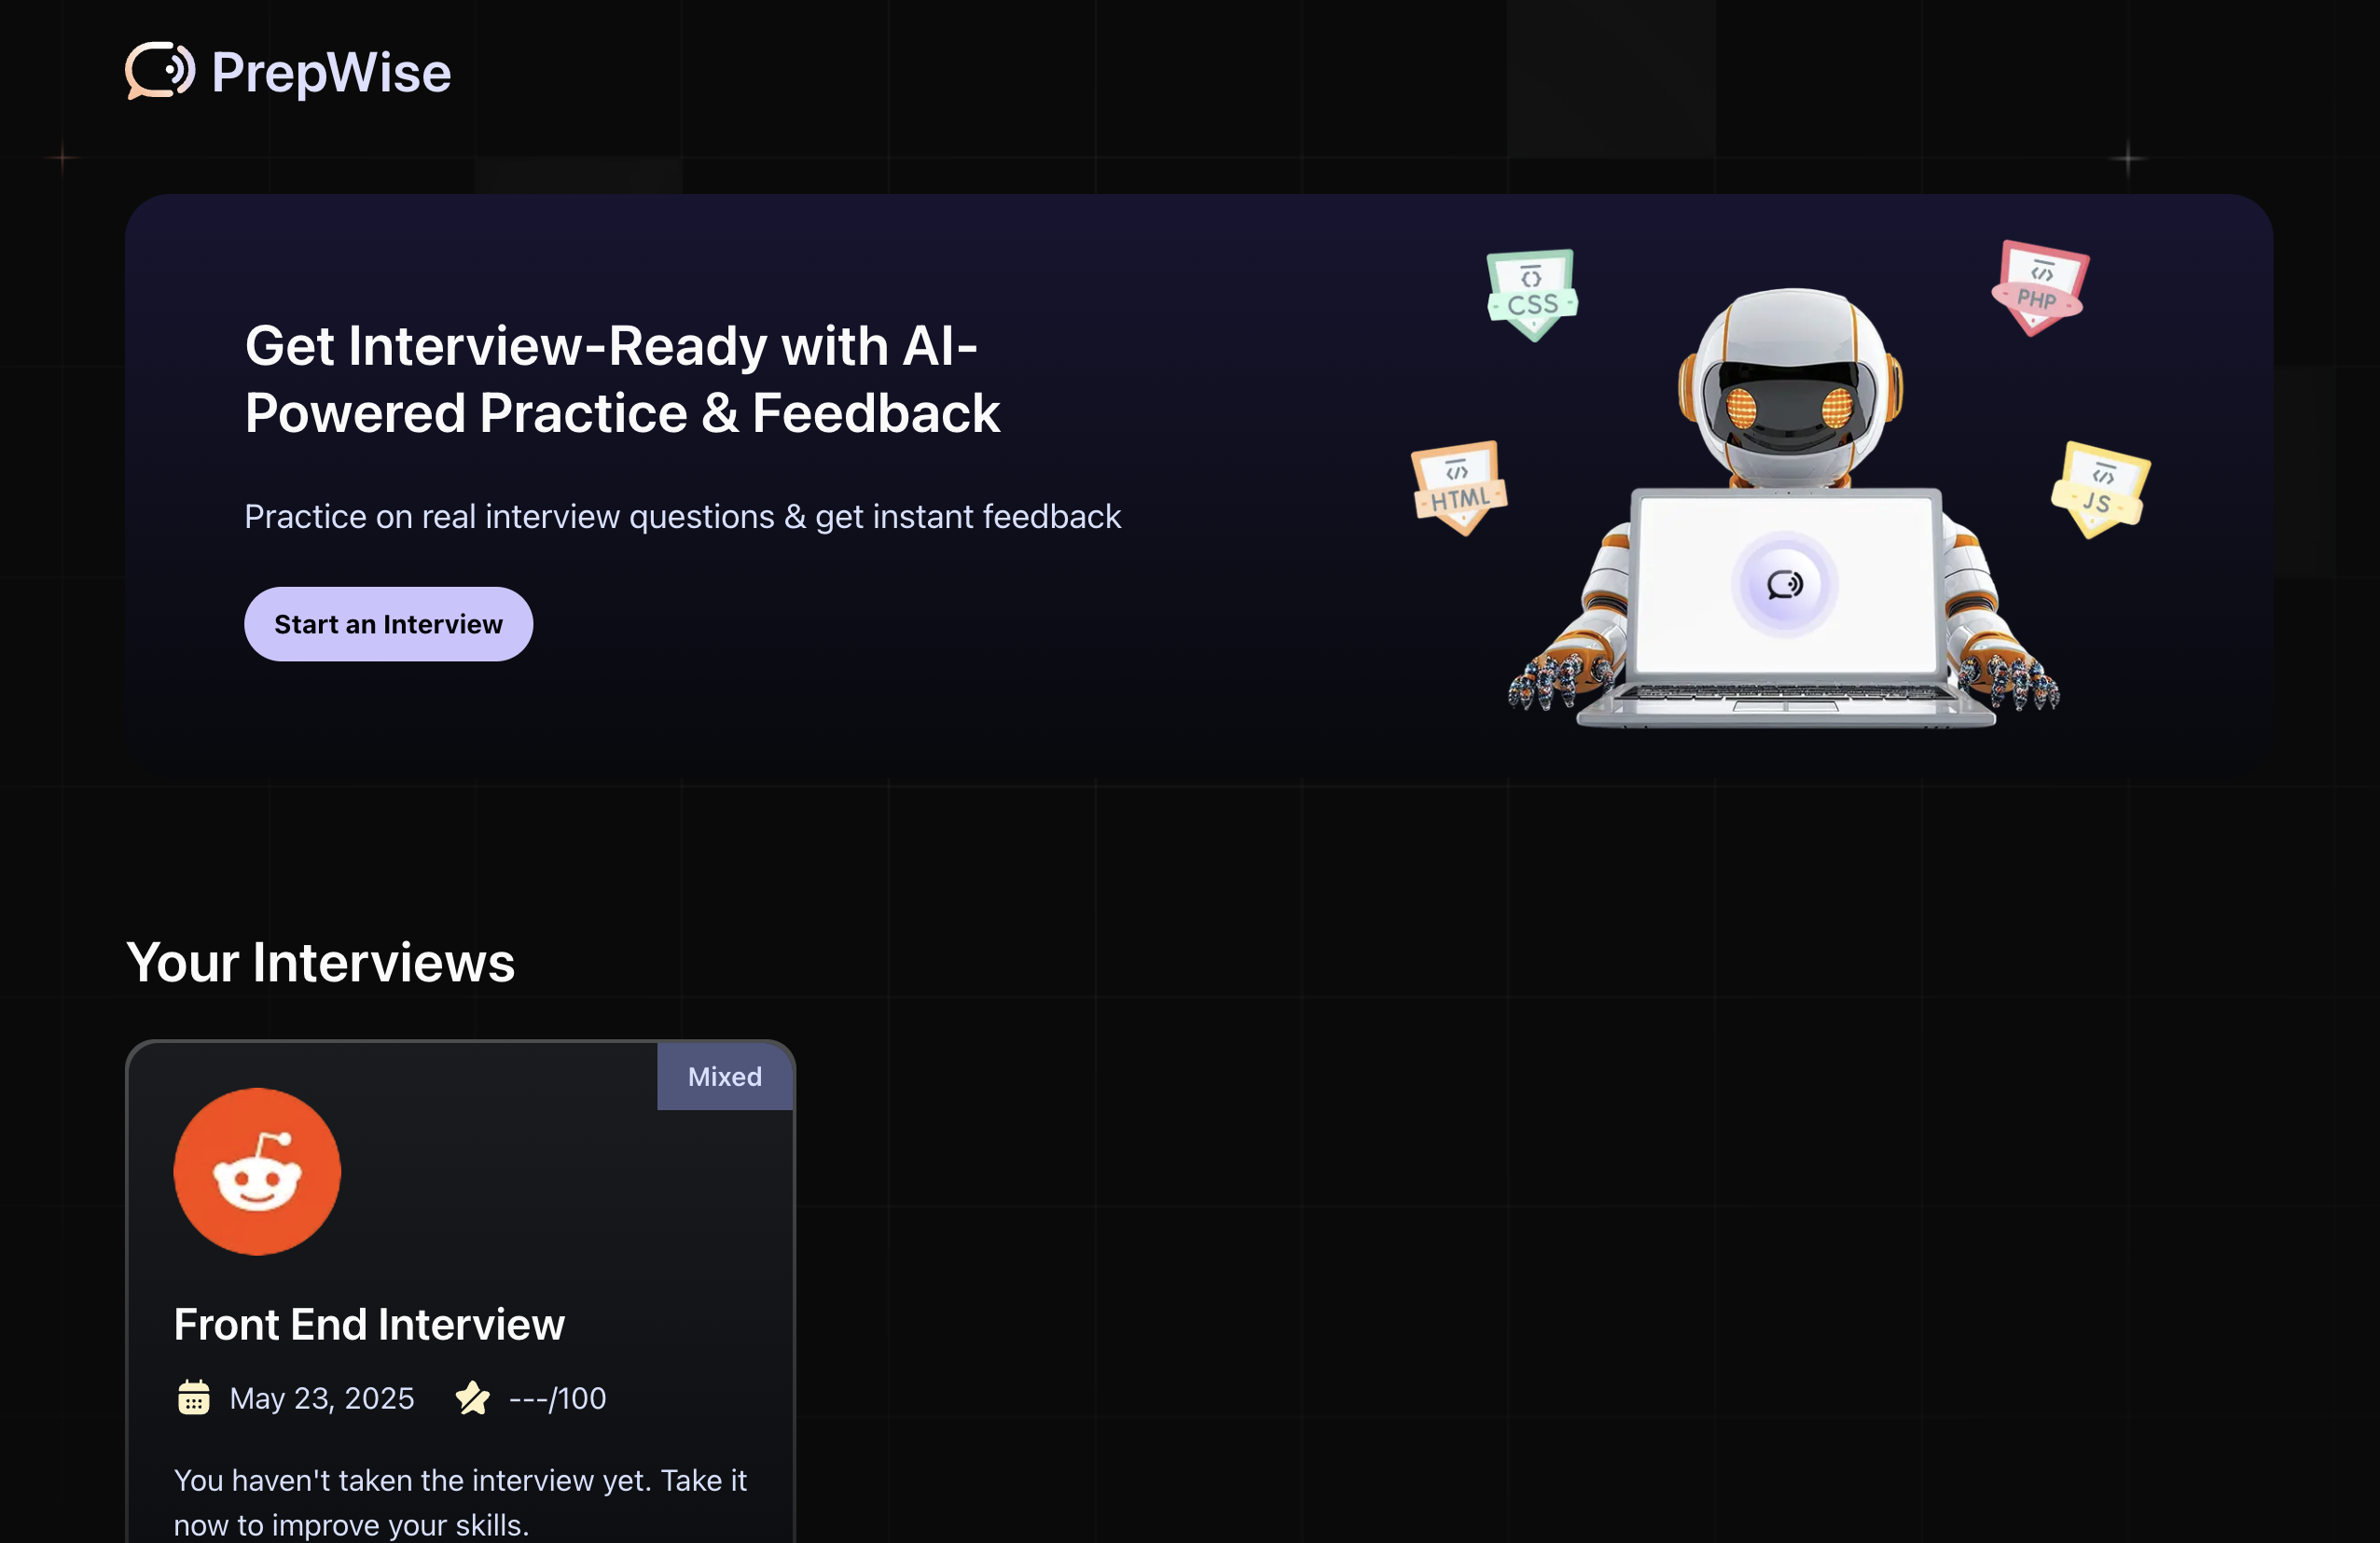 PrepWise
Get Interview-Ready with AI-
Powered Practice & Feedback
Practice on real interview questions & get instant feedback
Start an Interview
CSS
PHP
HTML
JS
Your Interviews
Mixed
Front End Interview
May 23, 2025 ---/100
You haven't taken the interview yet. Take it
now to improve your skills.